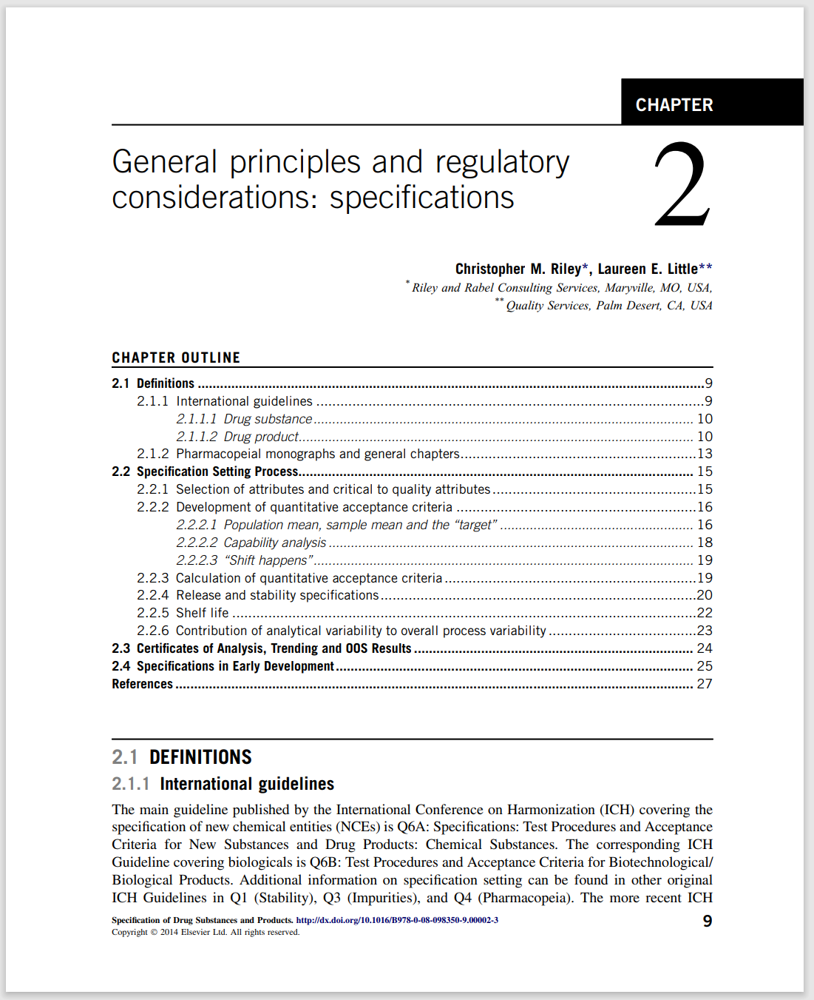 CHAPTER
General principles and regulatory
considerations: specifications
2
Christopher M. Riley*, Laureen E. Little**
* Riley and Rabel Consulting Services, Maryville, MO, USA,
** Quality Services, Palm Desert, CA, USA
CHAPTER OUTLINE
2.1 Definitions ........................................................................................................................................9
2.1.1 International guidelines .................................................................................................9
2.1.1.1 Drug substance................................................................................................ 10
2.1.1.2 Drug product.................................................................................................... 10
2.1.2 Pharmacopeial monographs and general chapters...........................................................13
2.2 Specification Setting Process.......................................................................................................... 15
2.2.1 Selection of attributes and critical to quality attributes...................................................15
2.2.2 Development of quantitative acceptance criteria ............................................................16
2.2.2.1 Population mean, sample mean and the “target” ................................................. 16
2.2.2.2 Capability analysis ............................................................................................ 18
2.2.2.3 “Shift happens”................................................................................................ 19
2.2.3 Calculation of quantitative acceptance criteria ...............................................................19
2.2.4 Release and stability specifications...............................................................................20
2.2.5 Shelf life .....................................................................................................................22
2.2.6 Contribution of analytical variability to overall process variability .....................................23
2.3 Certificates of Analysis, Trending and OOS Results ........................................................................... 24
2.4 Specifications in Early Development................................................................................................ 25
References ........................................................................................................................................... 27
2.1 DEFINITIONS
2.1.1 International guidelines
The main guideline published by the International Conference on Harmonization (ICH) covering the
specification of new chemical entities (NCEs) is Q6A: Specifications: Test Procedures and Acceptance
Criteria for New Substances and Drug Products: Chemical Substances. The corresponding ICH
Guideline covering biologicals is Q6B: Test Procedures and Acceptance Criteria for Biotechnological/
Biological Products. Additional information on specification setting can be found in other original
ICH Guidelines in Q1 (Stability), Q3 (Impurities), and Q4 (Pharmacopeia). The more recent ICH
Specification of Drug Substances and Products. http://dx.doi.org/10.1016/B978-0-08-098350-9.00002-3
Copyright © 2014 Elsevier Ltd. All rights reserved.
9